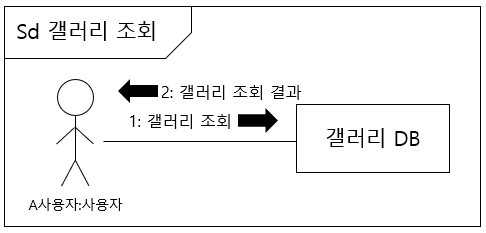 Sd 갤러리 조회
2: 갤러리 조회 결과
1: 갤러리 조회
갤러리 DB
A사용자:사용자